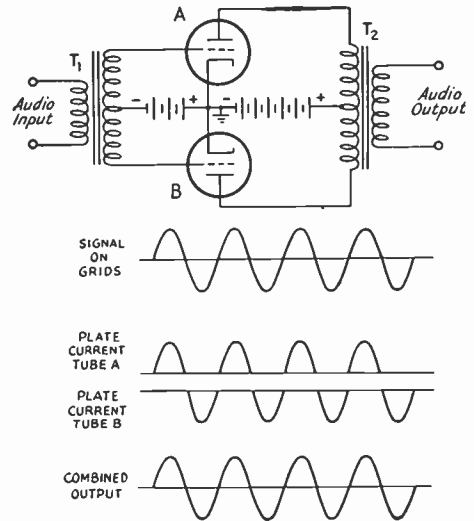 A
T1
T2
Audio
Input
- +
- +
Audio
Output
B
SIGNAL
ON
GRIDS
PLATE
CURRENT
TUBE A
PLATE
CURRENT
TUBE B
COMBINED
OUTPUT